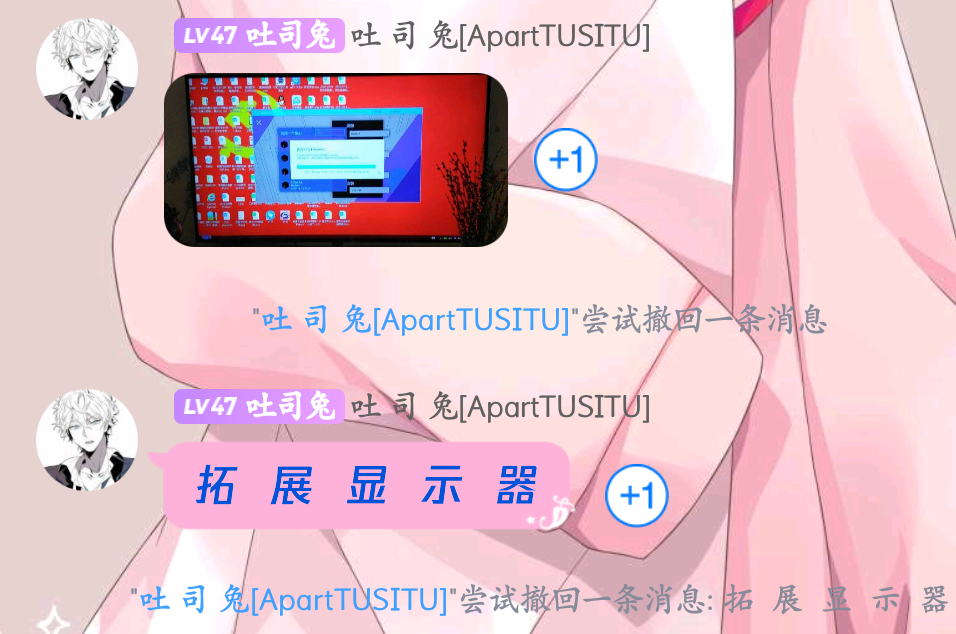 LV47 吐司兔 吐 司 兔[ApartTUSITU]
+1
"吐 司 兔[ApartTUSITU]"尝试撤回一条消息
LV47 吐司兔 吐 司 兔[ApartTUSITU]
拓 展 显 示 器
+1
"吐 司 兔[ApartTUSITU]"尝试撤回一条消息: 拓 展 显 示 器